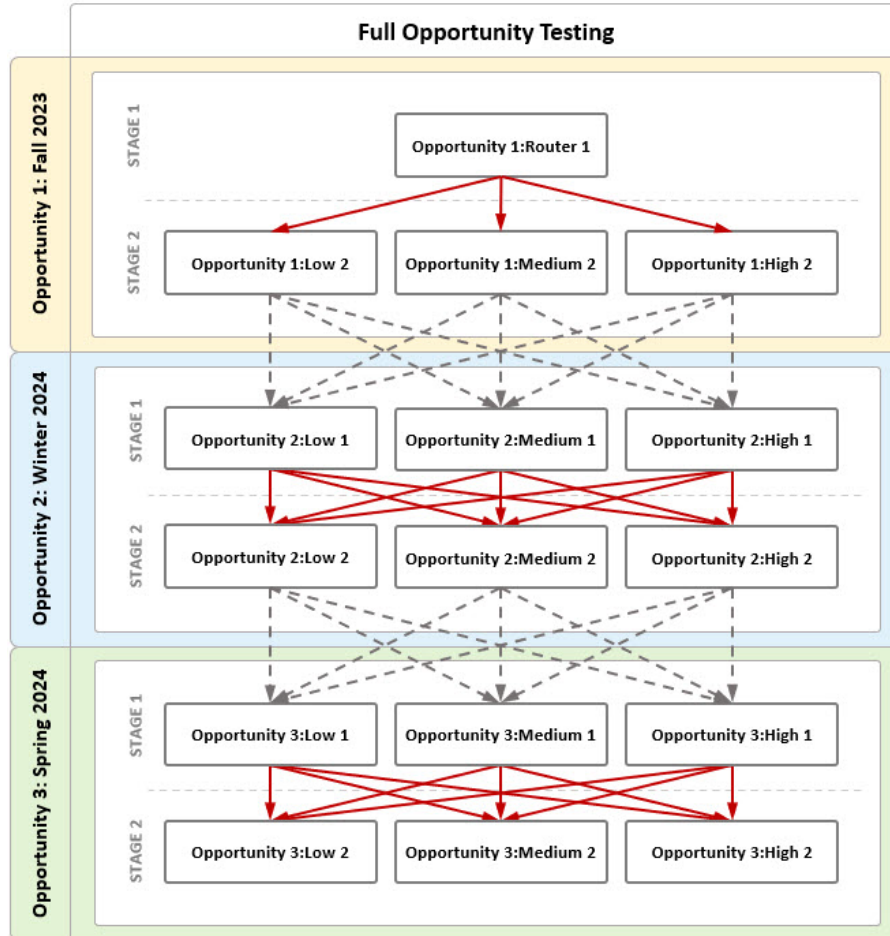 Full Opportunity Testing
Opportunity 1: Fall 2023
STAGE 1
Opportunity 1:Router 1
STAGE 2
Opportunity 1:Low 2
Opportunity 1:Medium 2
Opportunity 1:High 2
Opportunity 2: Winter 2024
STAGE 1
Opportunity 2:Low 1
Opportunity 2:Medium 1
Opportunity 2:High 1
STAGE 2
Opportunity 2:Low 2
Opportunity 2:Medium 2
Opportunity 2:High 2
Opportunity 3: Spring 2024
STAGE 1
Opportunity 3:Low 1
Opportunity 3:Medium 1
Opportunity 3:High 1
STAGE 2
Opportunity 3:Low 2
Opportunity 3:Medium 2
Opportunity 3:High 2